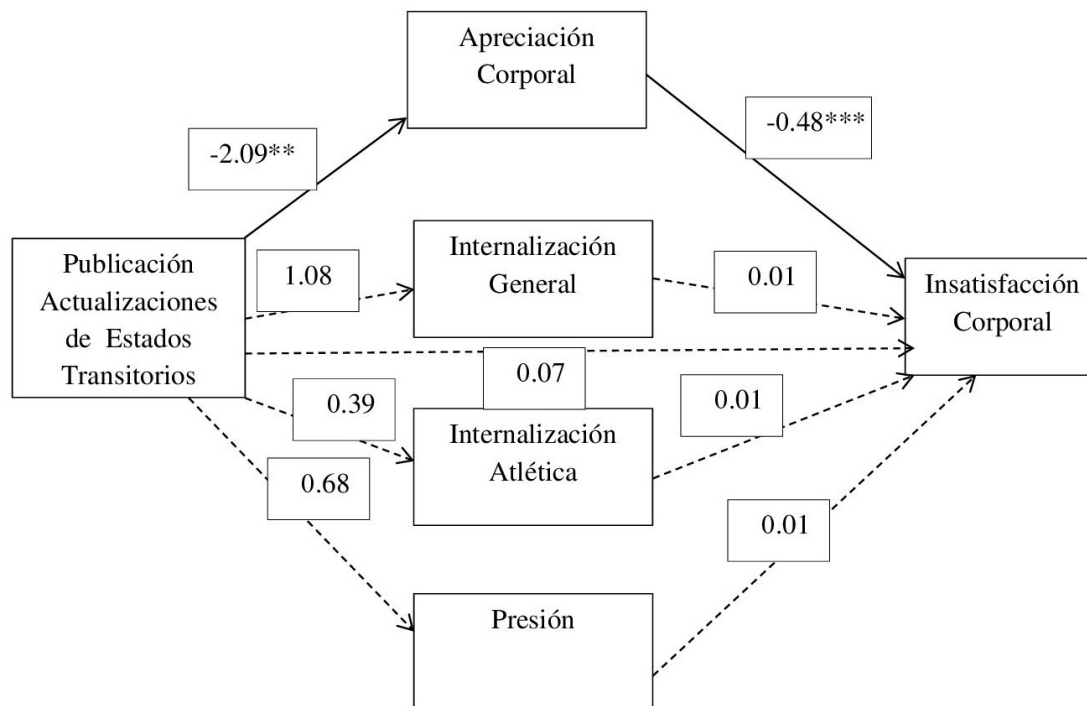 Apreciación
Corporal
-2.09**
-0.48***
Publicación
Actualizaciones
de Estados
Transitorios
1.08
Internalización
General
0.01
Insatisfacción
Corporal
0.07
0.39
Internalización
Atlética
0.01
0.68
0.01
Presión